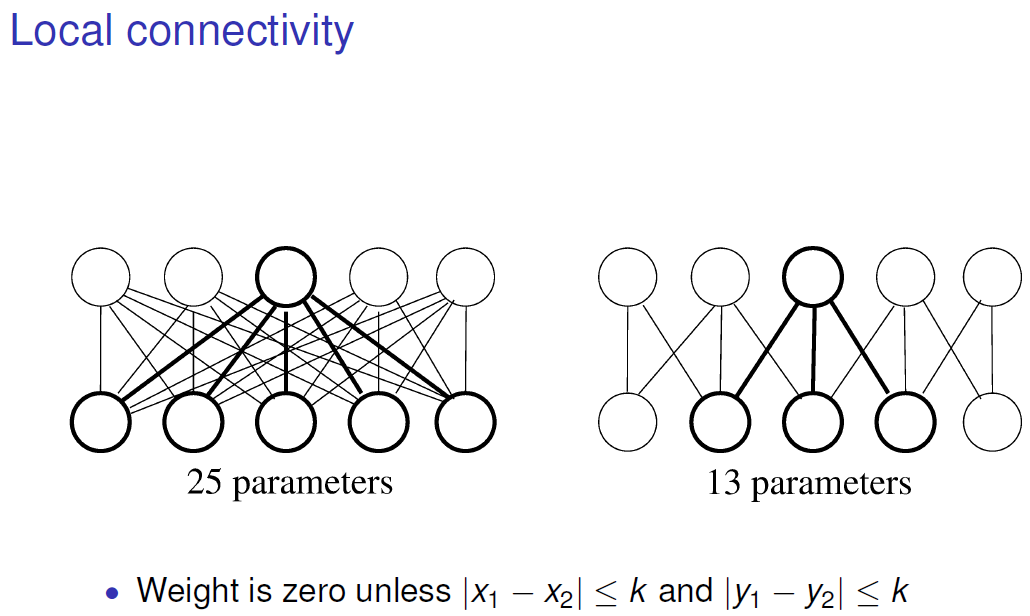 Local connectivity
25 parameters
13 parameters
• Weight is zero unless |x₁ − x₂| ≤ k and |y₁ − y₂| ≤ k